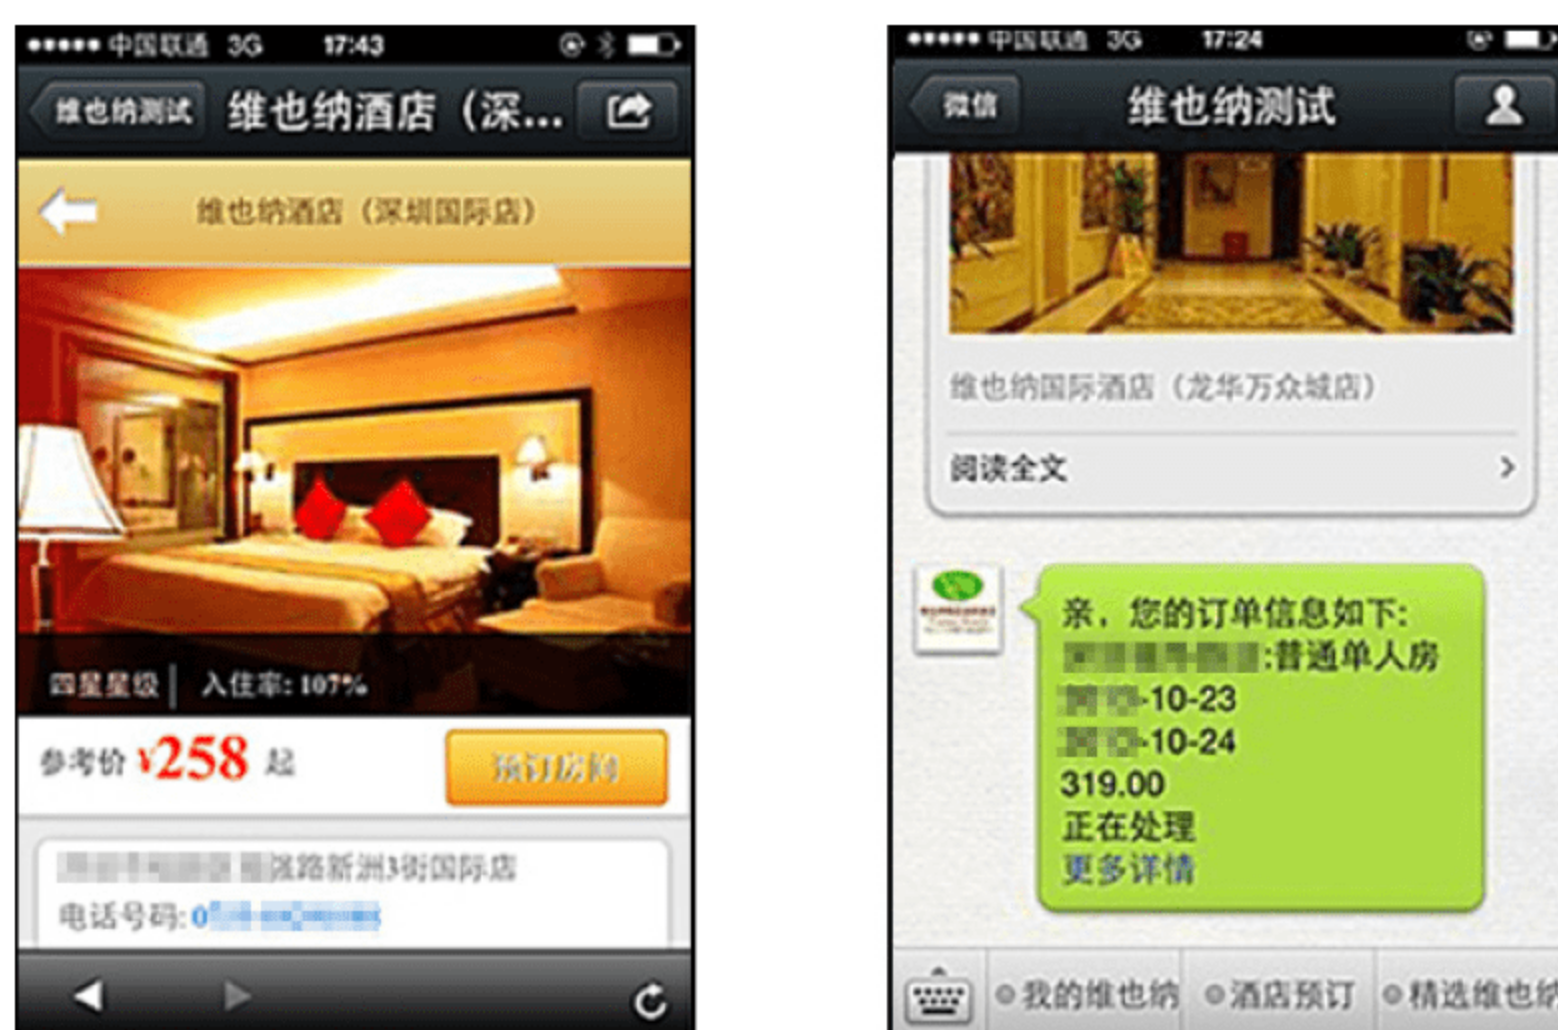 中国联通 3G 17:43
维也纳测试 维也纳酒店（深...
维也纳酒店（深圳国际店）
四星星级 入住率: 107%
参考价 ¥258 起 预订房间
路新洲3街国际店
电话号码: 0
中国联通 3G 17:24
微信 维也纳测试
维也纳国际酒店（龙华万众城店）
阅读全文
亲，您的订单信息如下:
:普通单人房
-10-23
-10-24
319.00
正在处理
更多详情
我的维也纳 酒店预订 精选维也纳